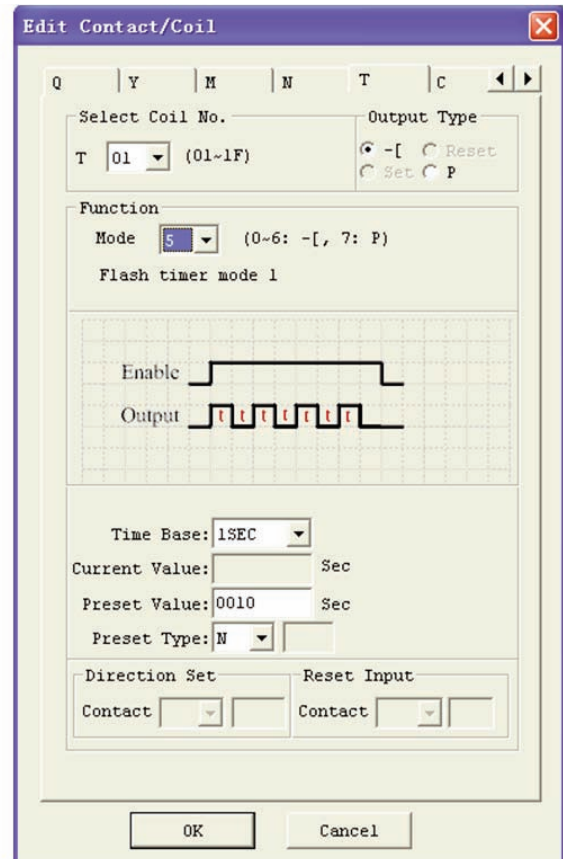 Edit Contact/Coil
Q Y M N T C
Select Coil No.
T 01 (01~1F)
Output Type
-[ Reset
Set P
Function
Mode 5 (0~6: -[, 7: P)
Flash timer mode 1
Enable
Output t t t t t t t
Time Base: 1SEC
Current Value: Sec
Preset Value: 0010 Sec
Preset Type: N
Direction Set
Contact
Reset Input
Contact
OK Cancel